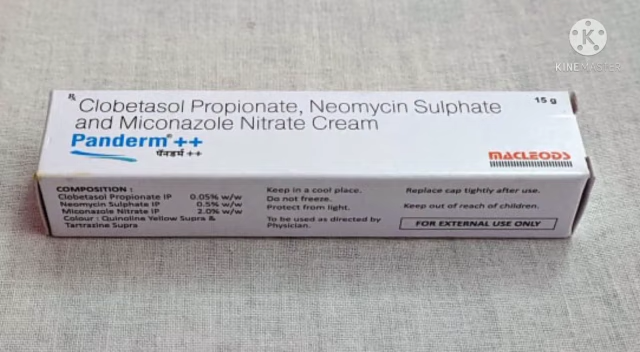 KINEMASTER
℞ Clobetasol Propionate, Neomycin Sulphate
and Miconazole Nitrate Cream
15 g
Panderm®++
पॅनडर्म ++
MACLEODS
COMPOSITION :
Clobetasol Propionate IP 0.05% w/w
Neomycin Sulphate IP 0.5% w/w
Miconazole Nitrate IP 2.0% w/w
Colour : Quinoline Yellow Supra &
Tartrazine Supra
Keep in a cool place.
Do not freeze.
Protect from light.
To be used as directed by
Physician.
Replace cap tightly after use.
Keep out of reach of children.
FOR EXTERNAL USE ONLY